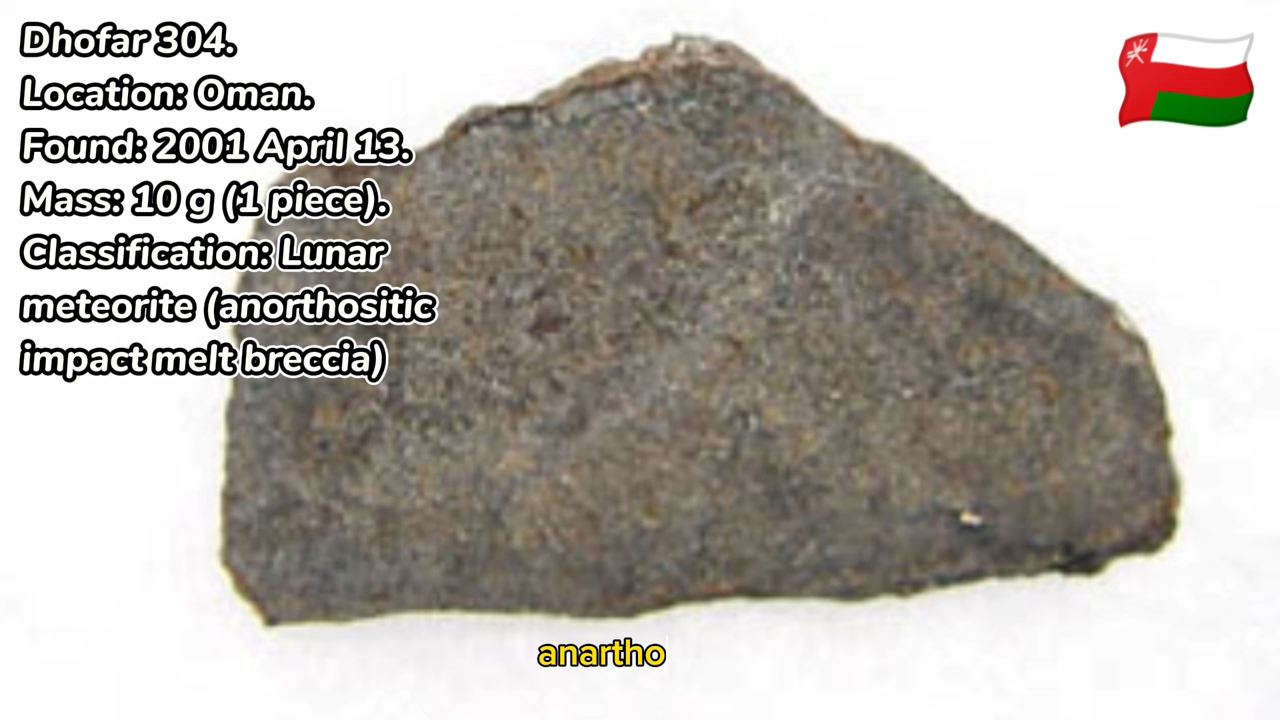 Dhofar 304.
Location: Oman.
Found: 2001 April 13.
Mass: 10 g (1 piece).
Classification: Lunar
meteorite (anorthositic
impact melt breccia)
anartho